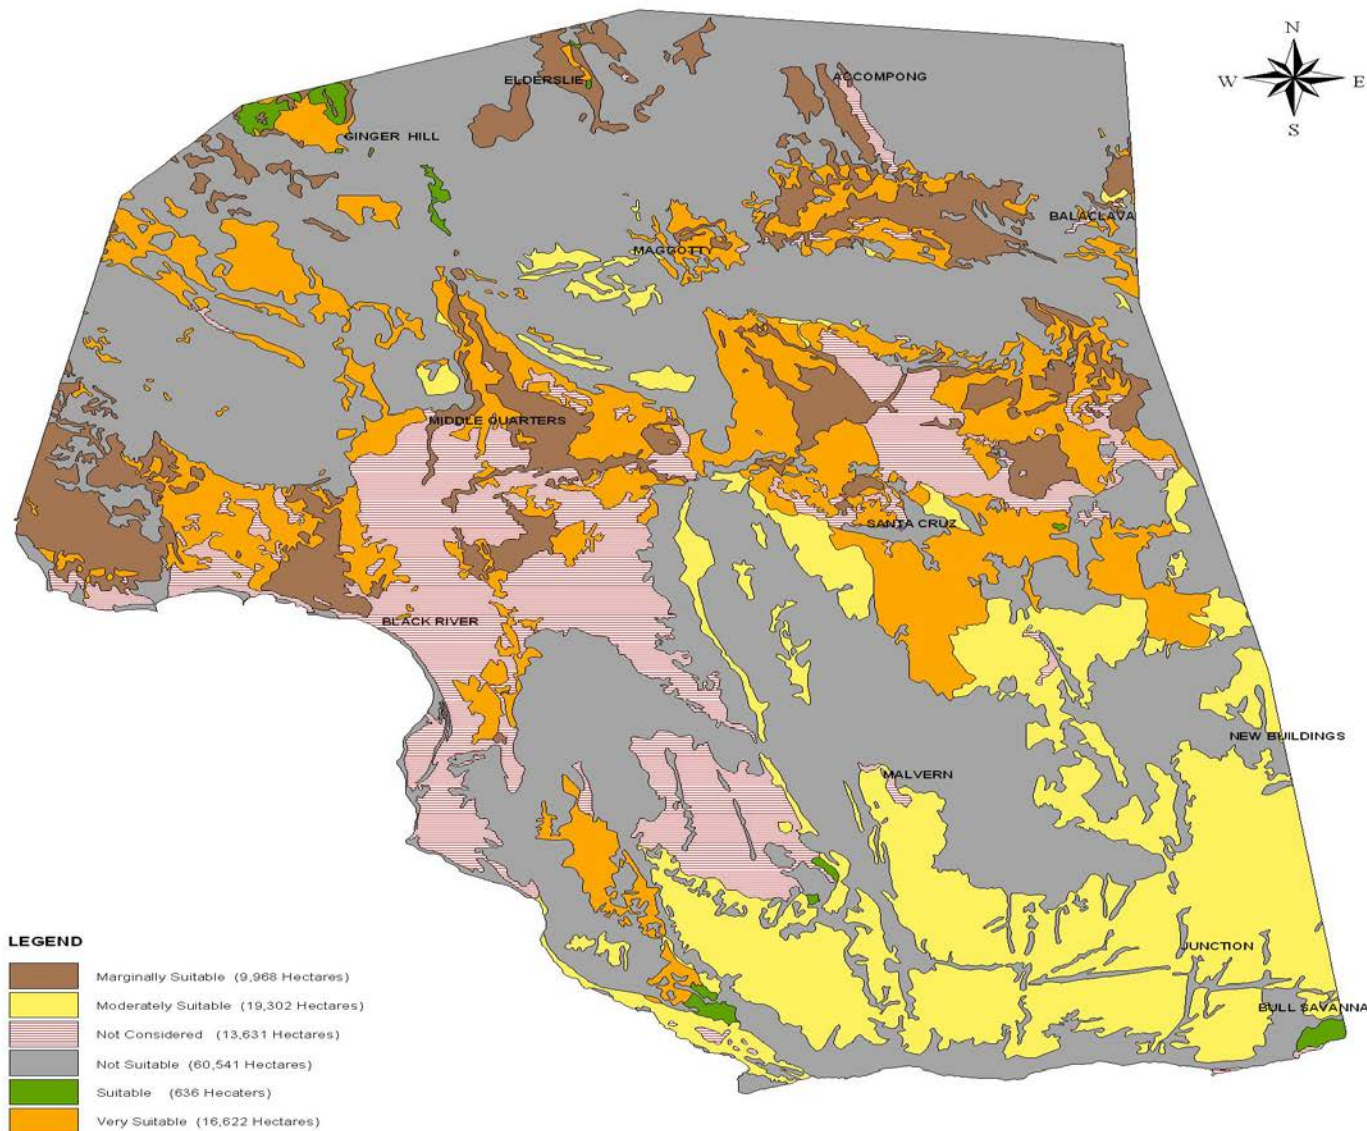 N
W E
S
ELDERSLIE
ACCOMPONG
GINGER HILL
BALACLAVA
MAGGOTTY
MIDDLE QUARTERS
SANTA CRUZ
BLACK RIVER
NEW BUILDINGS
MALVERN
JUNCTION
BULL SAVANNA
LEGEND
Marginally Suitable (9,968 Hectares)
Moderately Suitable (19,302 Hectares)
Not Considered (13,631 Hectares)
Not Suitable (60,541 Hectares)
Suitable (636 Hecaters)
Very Suitable (16,622 Hectares)